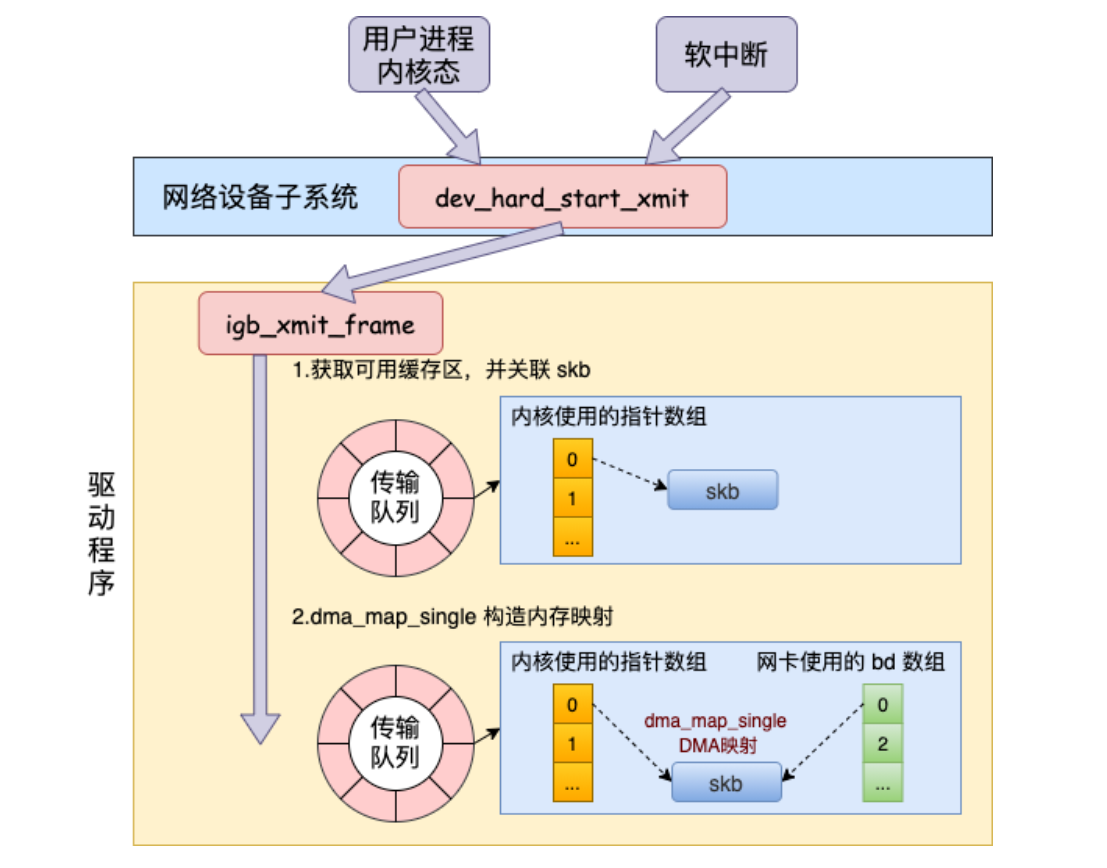 用户进程
内核态
软中断
网络设备子系统
dev_hard_start_xmit
igb_xmit_frame
1.获取可用缓存区，并关联 skb
内核使用的指针数组
0
1
...
skb
传输
队列
驱动程序
2.dma_map_single 构造内存映射
内核使用的指针数组
网卡使用的 bd 数组
0
1
...
dma_map_single
DMA映射
skb
0
2
...
传输
队列